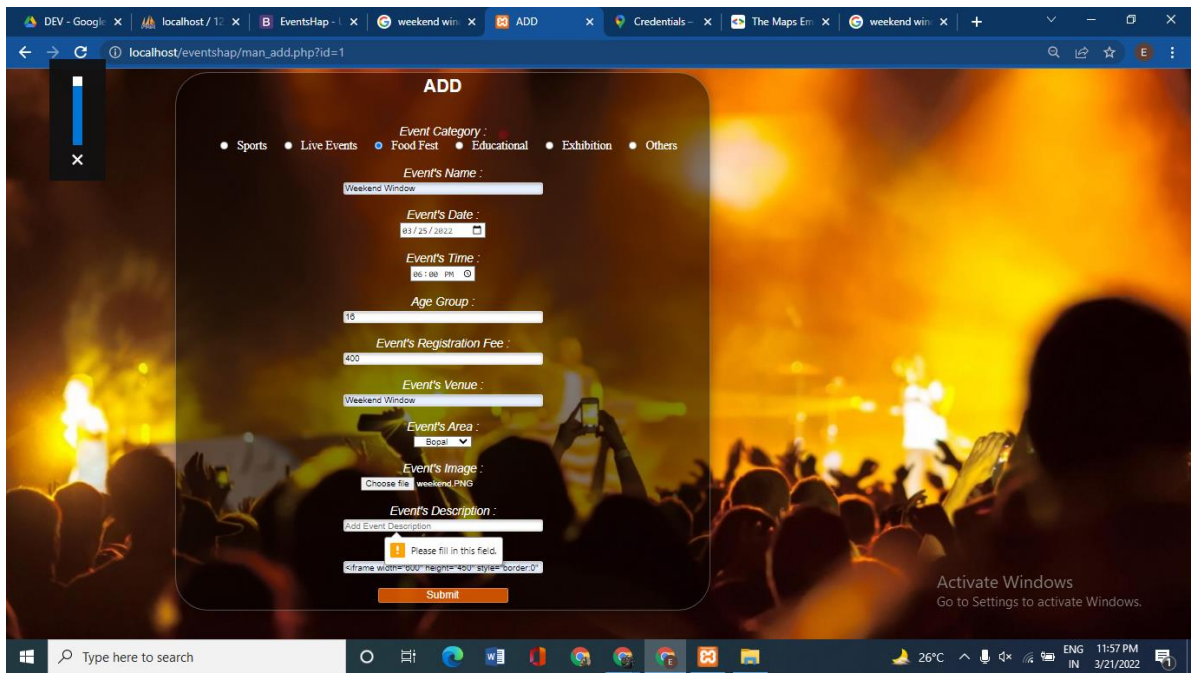 DEV - Google
localhost / 12
EventsHap - L
weekend win
ADD
Credentials –
The Maps Em
weekend win
localhost/eventshap/man_add.php?id=1
E
ADD
Event Category :
Sports Live Events Food Fest Educational Exhibition Others
Event's Name :
Weekend Window
Event's Date :
03/25/2022
Event's Time :
06:00 PM
Age Group :
16
Event's Registration Fee :
400
Event's Venue :
Weekend Window
Event's Area :
Bopal
Event's Image :
Choose file weekend.PNG
Event's Description :
Add Event Description
Please fill in this field.
<iframe width="600" height="450" style="border:0"
Submit
Activate Windows
Go to Settings to activate Windows.
Type here to search
26°C
ENG 11:57 PM
IN 3/21/2022
1